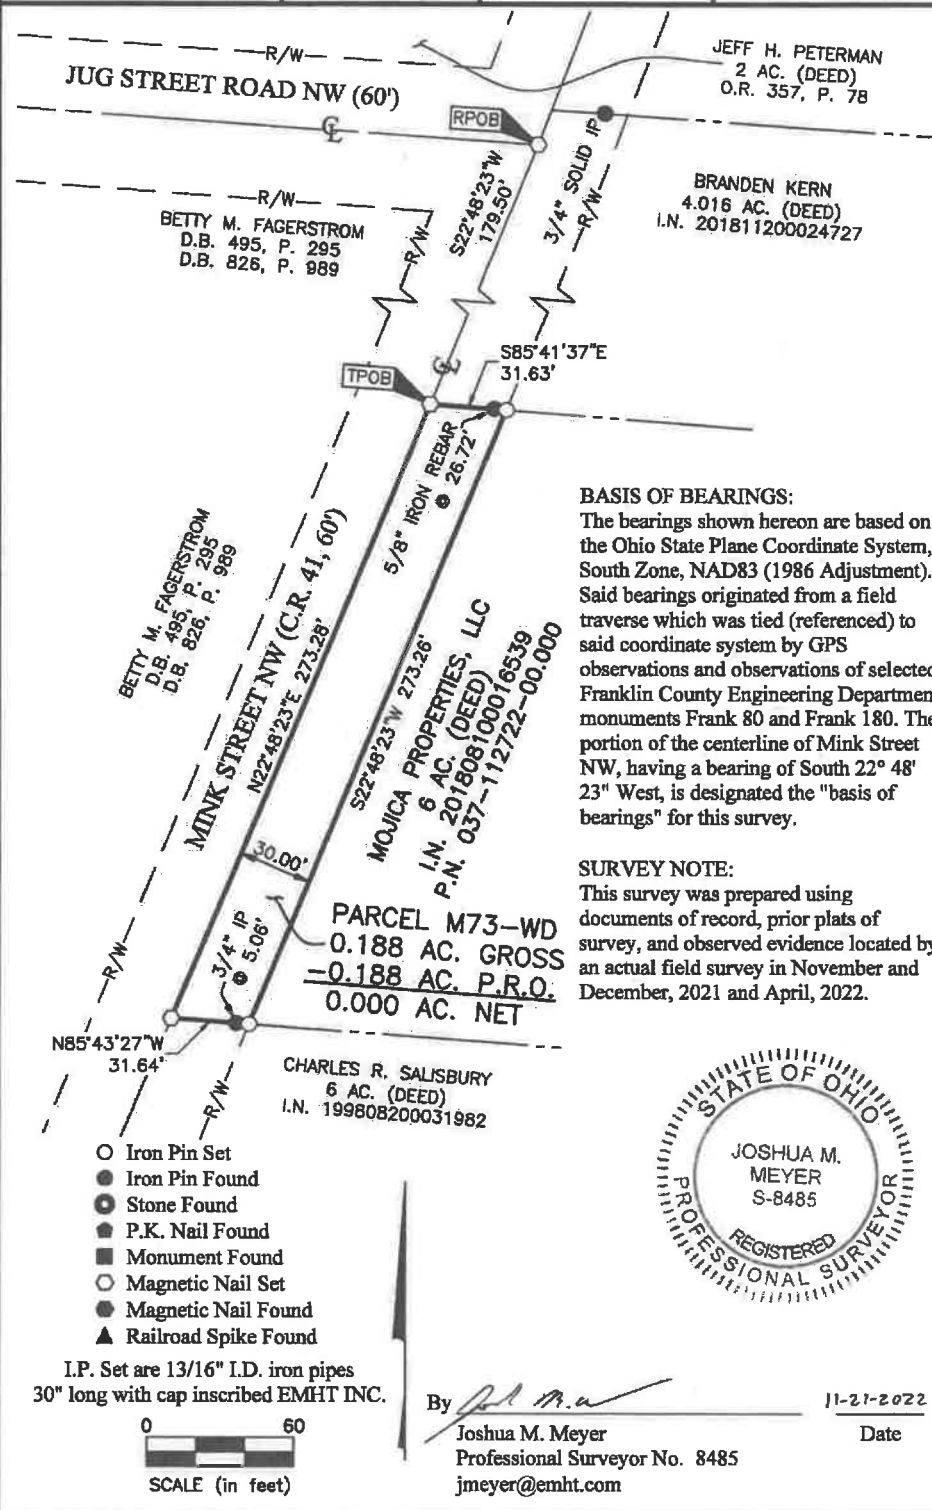 R/W
JUG STREET ROAD NW (60')
CL
R/W
JEFF H. PETERMAN
2 AC. (DEED)
O.R. 357, P. 78
RPOB
S22°48'23"W
179.50'
3/4" SOLID IP
R/W
BRANDEN KERN
4.016 AC. (DEED)
I.N. 201811200024727
BETTY M. FAGERSTROM
D.B. 495, P. 295
D.B. 826, P. 989
R/W
CL
S85°41'37"E
31.63'
TPOB
5/8" IRON REBAR
@ 26.72'
BETTY M. FAGERSTROM
D.B. 495, P. 295
D.B. 826, P. 989
MINK STREET NW (C.R. 41, 60')
N22°48'23"E 273.28'
S22°48'23"W 273.26'
MOJICA PROPERTIES, LLC
6 AC. (DEED)
I.N. 201808100016539
P.N. 037-112722-00.000
30.00'
PARCEL M73-WD
0.188 AC. GROSS
-0.188 AC. P.R.O.
0.000 AC. NET
3/4" IP
@ 5.06'
R/W
N85°43'27"W
31.64'
R/W
CHARLES R. SALISBURY
6 AC. (DEED)
I.N. 199808200031982
BASIS OF BEARINGS:
The bearings shown hereon are based on
the Ohio State Plane Coordinate System,
South Zone, NAD83 (1986 Adjustment).
Said bearings originated from a field
traverse which was tied (referenced) to
said coordinate system by GPS
observations and observations of selected
Franklin County Engineering Departmen
monuments Frank 80 and Frank 180. The
portion of the centerline of Mink Street
NW, having a bearing of South 22° 48'
23" West, is designated the "basis of
bearings" for this survey.
SURVEY NOTE:
This survey was prepared using
documents of record, prior plats of
survey, and observed evidence located by
an actual field survey in November and
December, 2021 and April, 2022.
STATE OF OHIO
JOSHUA M.
MEYER
S-8485
REGISTERED
PROFESSIONAL SURVEYOR
Iron Pin Set
Iron Pin Found
Stone Found
P.K. Nail Found
Monument Found
Magnetic Nail Set
Magnetic Nail Found
Railroad Spike Found
I.P. Set are 13/16" I.D. iron pipes
30" long with cap inscribed EMHT INC.
0 60
SCALE (in feet)
By
11-21-2022
Joshua M. Meyer
Date
Professional Surveyor No. 8485
jmeyer@emht.com